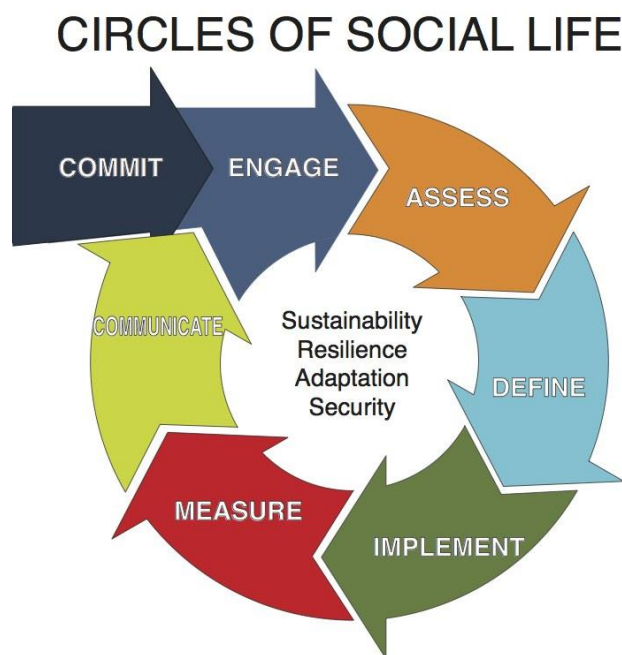 CIRCLES OF SOCIAL LIFE
COMMIT
ENGAGE
ASSESS
DEFINE
IMPLEMENT
MEASURE
COMMUNICATE
Sustainability
Resilience
Adaptation
Security